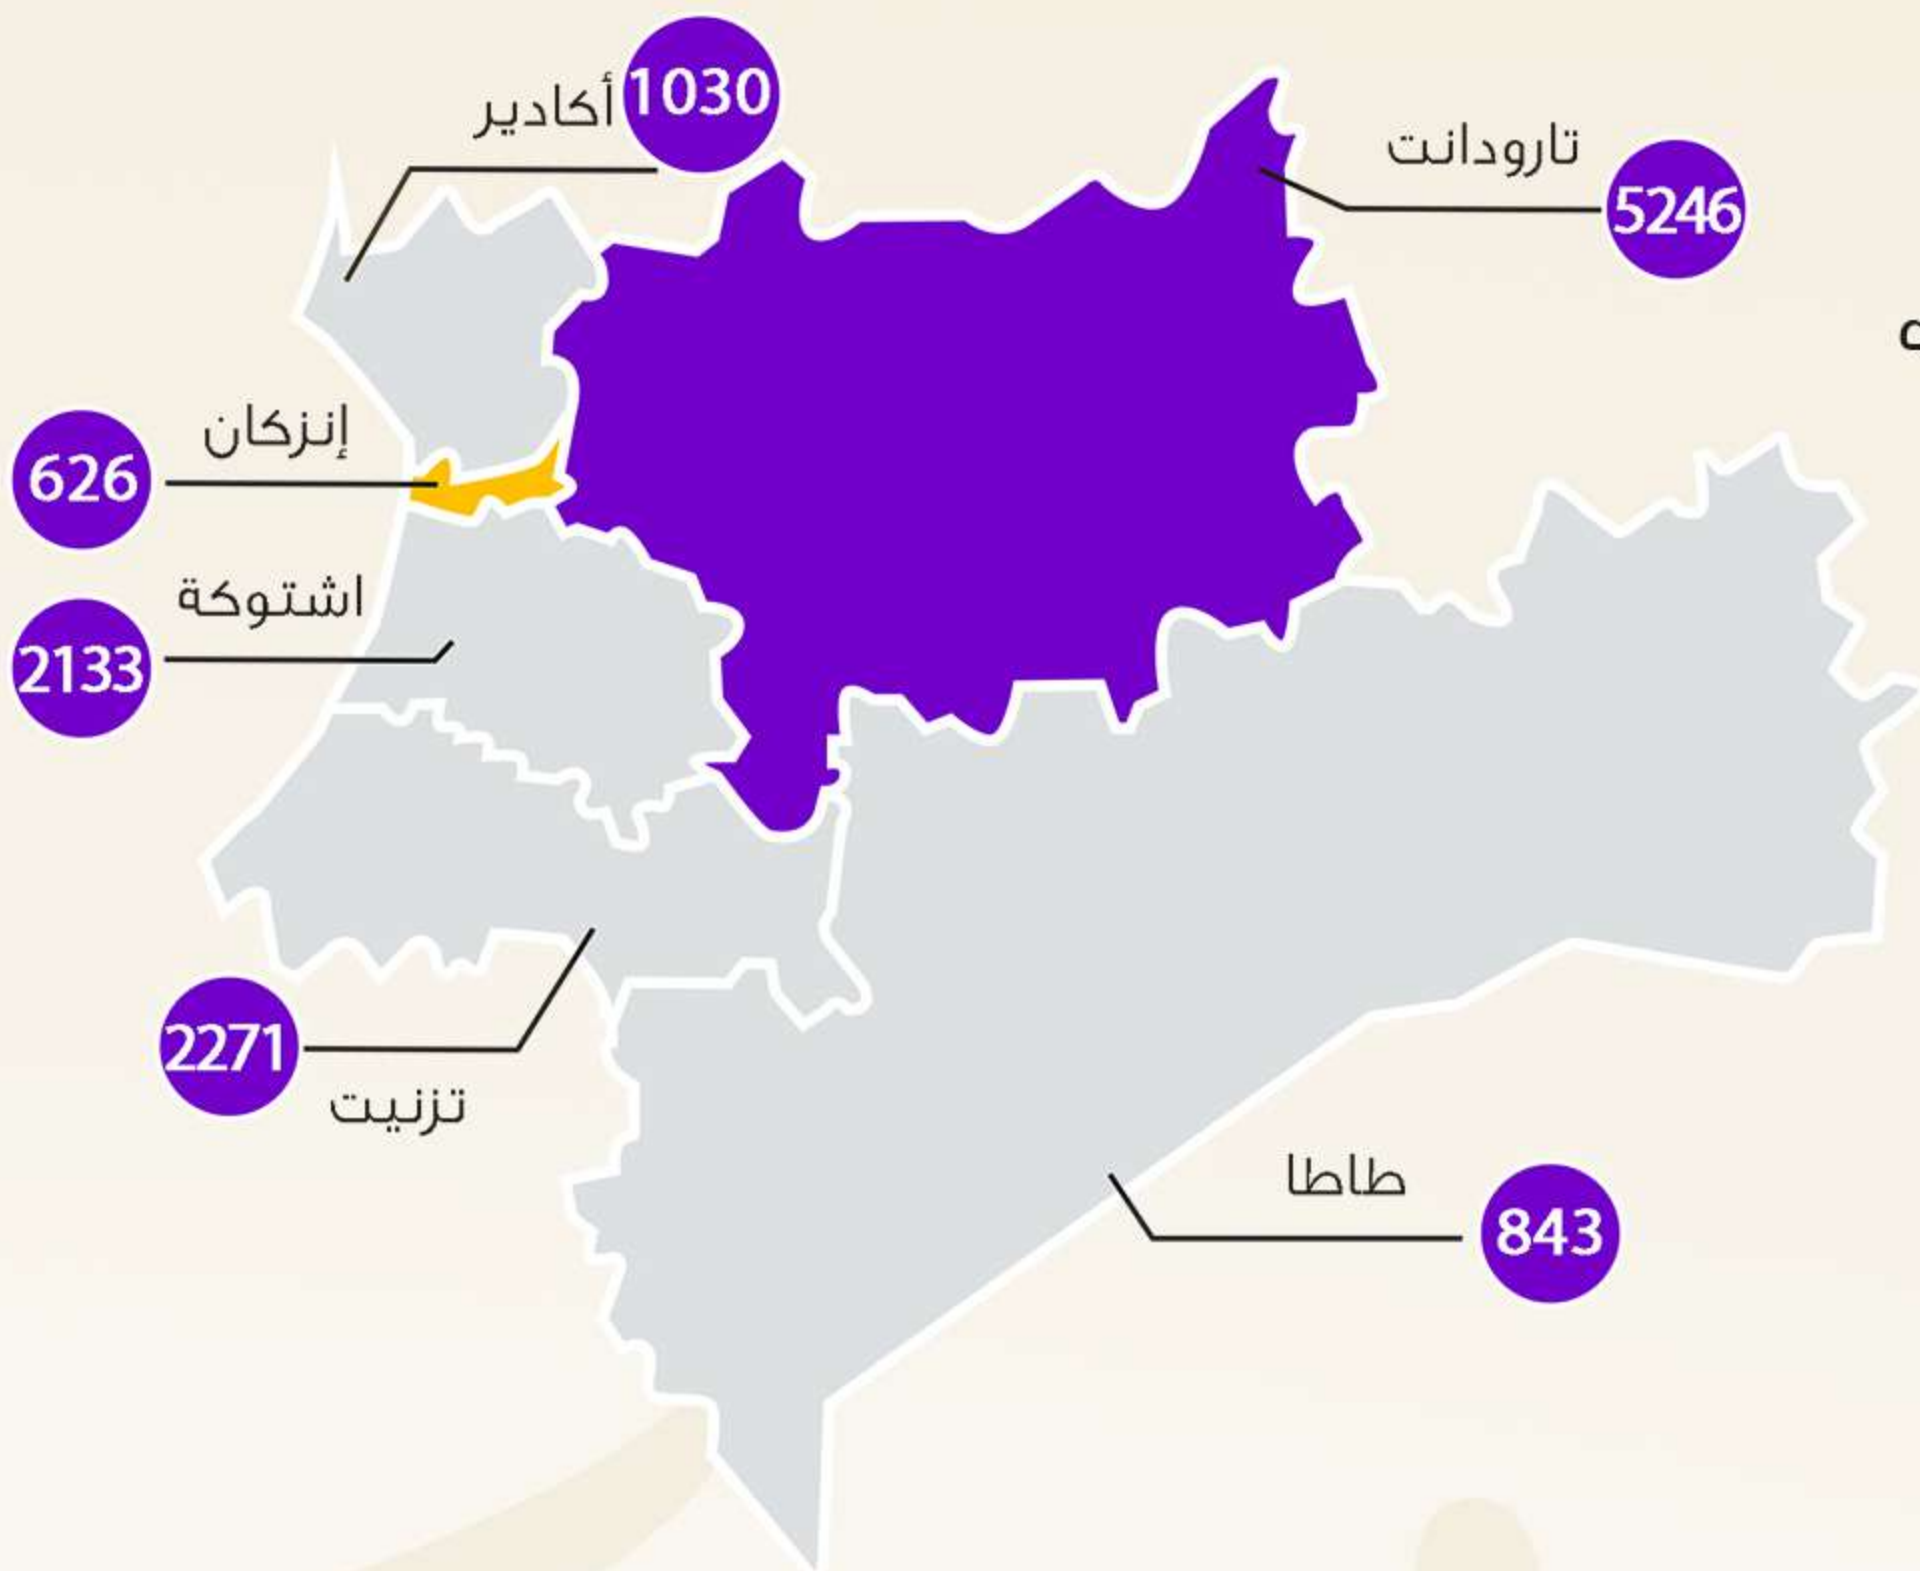 أكادير 1030
تارودانت 5246
إنزكان 626
اشتوكة 2133
تزنيت 2271
طاطا 843